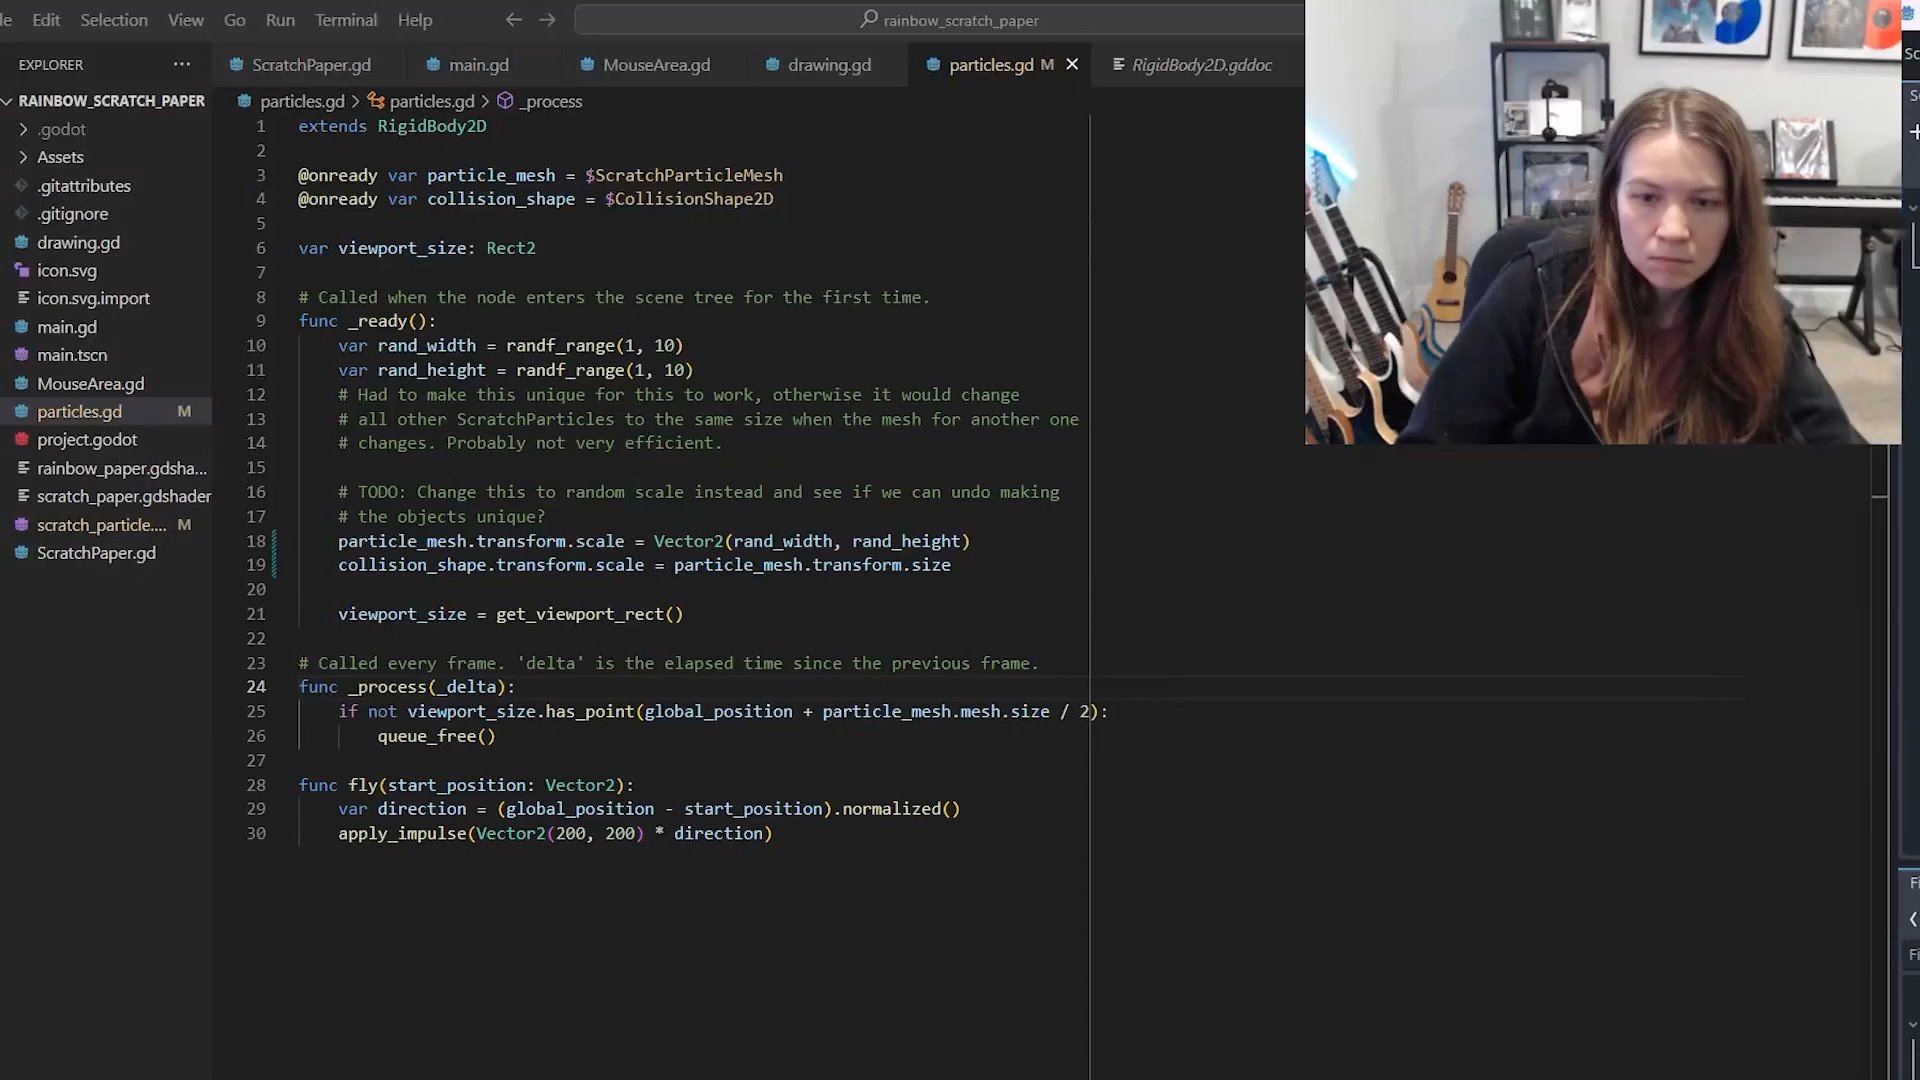 Edit Selection View Go Run Terminal Help
rainbow_scratch_paper
EXPLORER
ScratchPaper.gd
main.gd
MouseArea.gd
drawing.gd
particles.gd M
RigidBody2D.gddoc
RAINBOW_SCRATCH_PAPER
particles.gd > particles.gd > _process
.godot
Assets
.gitattributes
.gitignore
drawing.gd
icon.svg
icon.svg.import
main.gd
main.tscn
MouseArea.gd
particles.gd M
project.godot
rainbow_paper.gdsha...
scratch_paper.gdshader
scratch_particle.... M
ScratchPaper.gd
1 extends RigidBody2D
2
3 @onready var particle_mesh = $ScratchParticleMesh
4 @onready var collision_shape = $CollisionShape2D
5
6 var viewport_size: Rect2
7
8 # Called when the node enters the scene tree for the first time.
9 func _ready():
10 var rand_width = randf_range(1, 10)
11 var rand_height = randf_range(1, 10)
12 # Had to make this unique for this to work, otherwise it would change
13 # all other ScratchParticles to the same size when the mesh for another one
14 # changes. Probably not very efficient.
15
16 # TODO: Change this to random scale instead and see if we can undo making
17 # the objects unique?
18 particle_mesh.transform.scale = Vector2(rand_width, rand_height)
19 collision_shape.transform.scale = particle_mesh.transform.size
20
21 viewport_size = get_viewport_rect()
22
23 # Called every frame. 'delta' is the elapsed time since the previous frame.
24 func _process(_delta):
25 if not viewport_size.has_point(global_position + particle_mesh.mesh.size / 2):
26 queue_free()
27
28 func fly(start_position: Vector2):
29 var direction = (global_position - start_position).normalized()
30 apply_impulse(Vector2(200, 200) * direction)